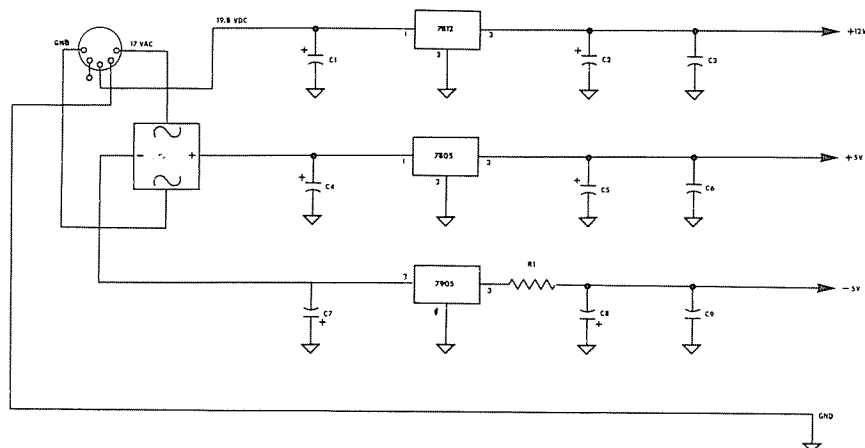 19.8 VDC
GND
17 VAC
1
7812
3
2
+
C1
+
C2
C3
+12V
-
+
1
7805
3
2
+
C4
+
C5
C6
+5V
R1
2
7905
3
C7
+
C8
+
C9
-5V
GND